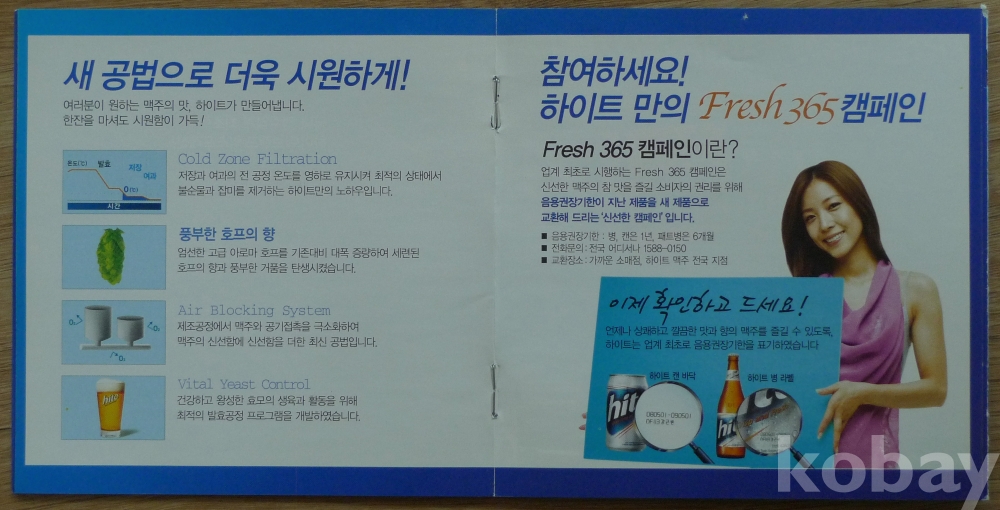 새 공법으로 더욱 시원하게!
여러분이 원하는 맥주의 맛, 하이트가 만들어냅니다.
한잔을 마셔도 시원함이 가득!
온도(℃) 발효 저장 여과
0(℃)
시간
Cold Zone Filtration
저장과 여과의 전 공정 온도를 영하로 유지시켜 최적의 상태에서
불순물과 잡미를 제거하는 하이트만의 노하우입니다.
풍부한 호프의 향
엄선한 고급 아로마 호프를 기존대비 대폭 증량하여 세련된
호프의 향과 풍부한 거품을 탄생시켰습니다.
O₂ O₂
O₂
Air Blocking System
제조공정에서 맥주와 공기접촉을 극소화하여
맥주의 신선함에 신선함을 더한 최신 공법입니다.
hite
Vital Yeast Control
건강하고 왕성한 효모의 생육과 활동을 위해
최적의 발효공정 프로그램을 개발하였습니다.
참여하세요!
하이트 만의 Fresh 365 캠페인
Fresh 365 캠페인이란?
업계 최초로 시행하는 Fresh 365 캠페인은
신선한 맥주의 참 맛을 즐길 소비자의 권리를 위해
음용권장기한이 지난 제품을 새 제품으로
교환해 드리는 '신선한 캠페인' 입니다.
■ 음용권장기한 : 병, 캔은 1년, 패트병은 6개월
■ 전화문의 : 전국 어디서나 1588-0150
■ 교환장소 : 가까운 소매점, 하이트 맥주 전국 지점
이제 확인하고 드세요!
언제나 상쾌하고 깔끔한 맛과 향의 맥주를 즐길 수 있도록,
하이트는 업계 최초로 음용권장기한을 표기하였습니다
하이트 캔 바닥
하이트 병 라벨
hit
080501-090501
hit
kobay